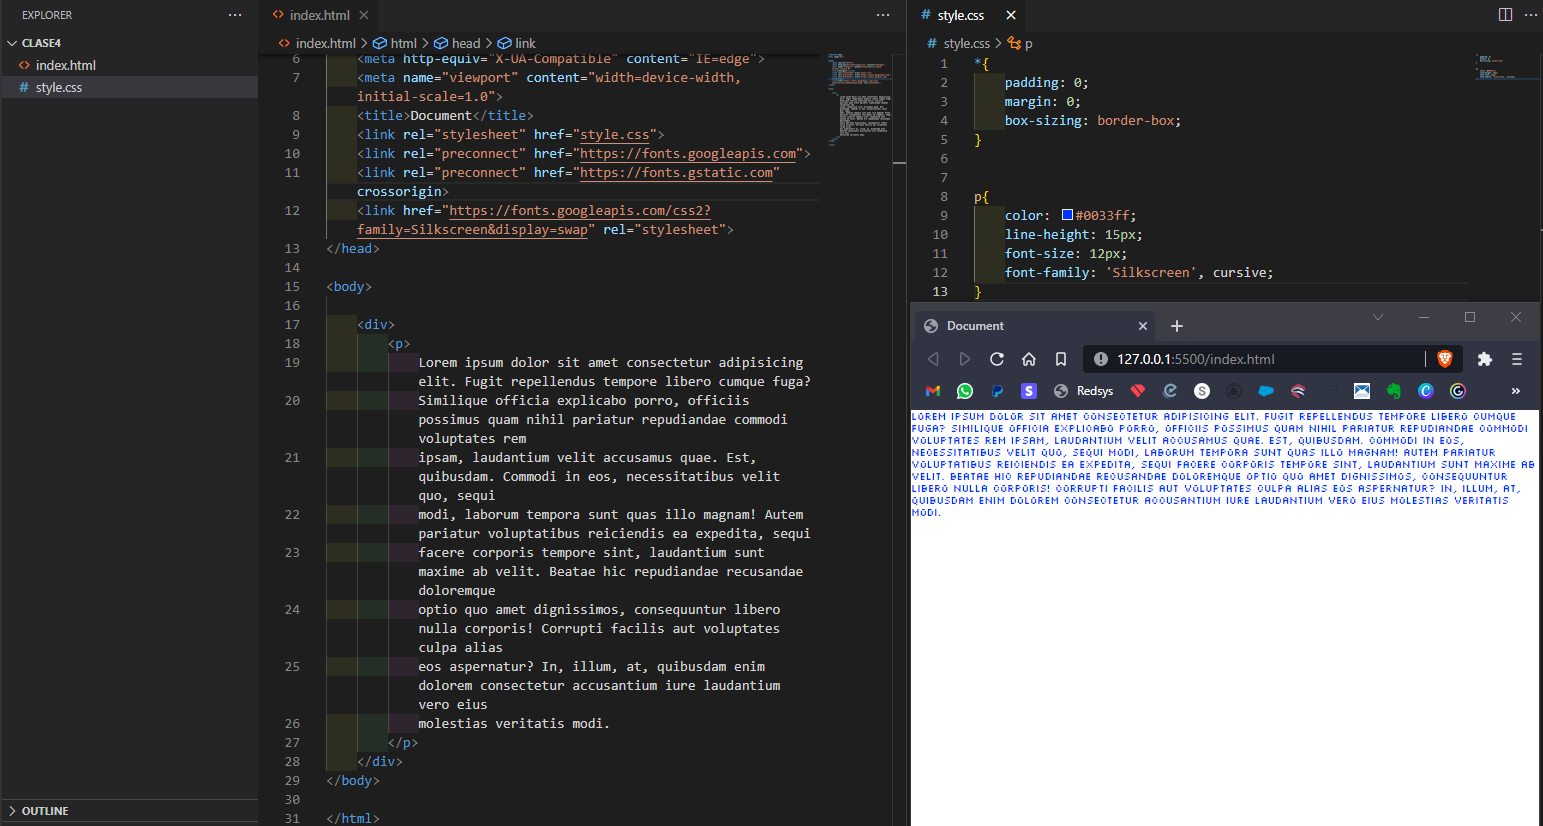 EXPLORER
CLASE4
index.html
style.css
OUTLINE
index.html
index.html > html > head > link
6 <meta http-equiv="X-UA-Compatible" content="IE=edge">
7 <meta name="viewport" content="width=device-width,
initial-scale=1.0">
8 <title>Document</title>
9 <link rel="stylesheet" href="style.css">
10 <link rel="preconnect" href="https://fonts.googleapis.com">
11 <link rel="preconnect" href="https://fonts.gstatic.com"
crossorigin>
12 <link href="https://fonts.googleapis.com/css2?
family=Silkscreen&display=swap" rel="stylesheet">
13 </head>
14
15 <body>
16
17 <div>
18 <p>
19 Lorem ipsum dolor sit amet consectetur adipisicing
elit. Fugit repellendus tempore libero cumque fuga?
20 Similique officia explicabo porro, officiis
possimus quam nihil pariatur repudiandae commodi
voluptates rem
21 ipsam, laudantium velit accusamus quae. Est,
quibusdam. Commodi in eos, necessitatibus velit
quo, sequi
22 modi, laborum tempora sunt quas illo magnam! Autem
pariatur voluptatibus reiciendis ea expedita, sequi
23 facere corporis tempore sint, laudantium sunt
maxime ab velit. Beatae hic repudiandae recusandae
doloremque
24 optio quo amet dignissimos, consequuntur libero
nulla corporis! Corrupti facilis aut voluptates
culpa alias
25 eos aspernatur? In, illum, at, quibusdam enim
dolorem consectetur accusantium iure laudantium
vero eius
26 molestias veritatis modi.
27 </p>
28 </div>
29 </body>
30
31 </html>
style.css
style.css > p
1 *{
2 padding: 0;
3 margin: 0;
4 box-sizing: border-box;
5 }
6
7
8 p{
9 color: #0033ff;
10 line-height: 15px;
11 font-size: 12px;
12 font-family: 'Silkscreen', cursive;
13 }
Document
127.0.0.1:5500/index.html
Redsys
LOREM IPSUM DOLOR SIT AMET CONSECTETUR ADIPISICING ELIT. FUGIT REPELLENDUS TEMPORE LIBERO CUMQUE
FUGA? SIMILIQUE OFFICIA EXPLICABO PORRO, OFFICIIS POSSIMUS QUAM NIHIL PARIATUR REPUDIANDAE COMMODI
VOLUPTATES REM IPSAM, LAUDANTIUM VELIT ACCUSAMUS QUAE. EST, QUIBUSDAM. COMMODI IN EOS,
NECESSITATIBUS VELIT QUO, SEQUI MODI, LABORUM TEMPORA SUNT QUAS ILLO MAGNAM! AUTEM PARIATUR
VOLUPTATIBUS REICIENDIS EA EXPEDITA, SEQUI FACERE CORPORIS TEMPORE SINT, LAUDANTIUM SUNT MAXIME AB
VELIT. BEATAE HIC REPUDIANDAE RECUSANDAE DOLOREMQUE OPTIO QUO AMET DIGNISSIMOS, CONSEQUUNTUR
LIBERO NULLA CORPORIS! CORRUPTI FACILIS AUT VOLUPTATES CULPA ALIAS EOS ASPERNATUR? IN, ILLUM, AT,
QUIBUSDAM ENIM DOLOREM CONSECTETUR ACCUSANTIUM IURE LAUDANTIUM VERO EIUS MOLESTIAS VERITATIS
MODI.